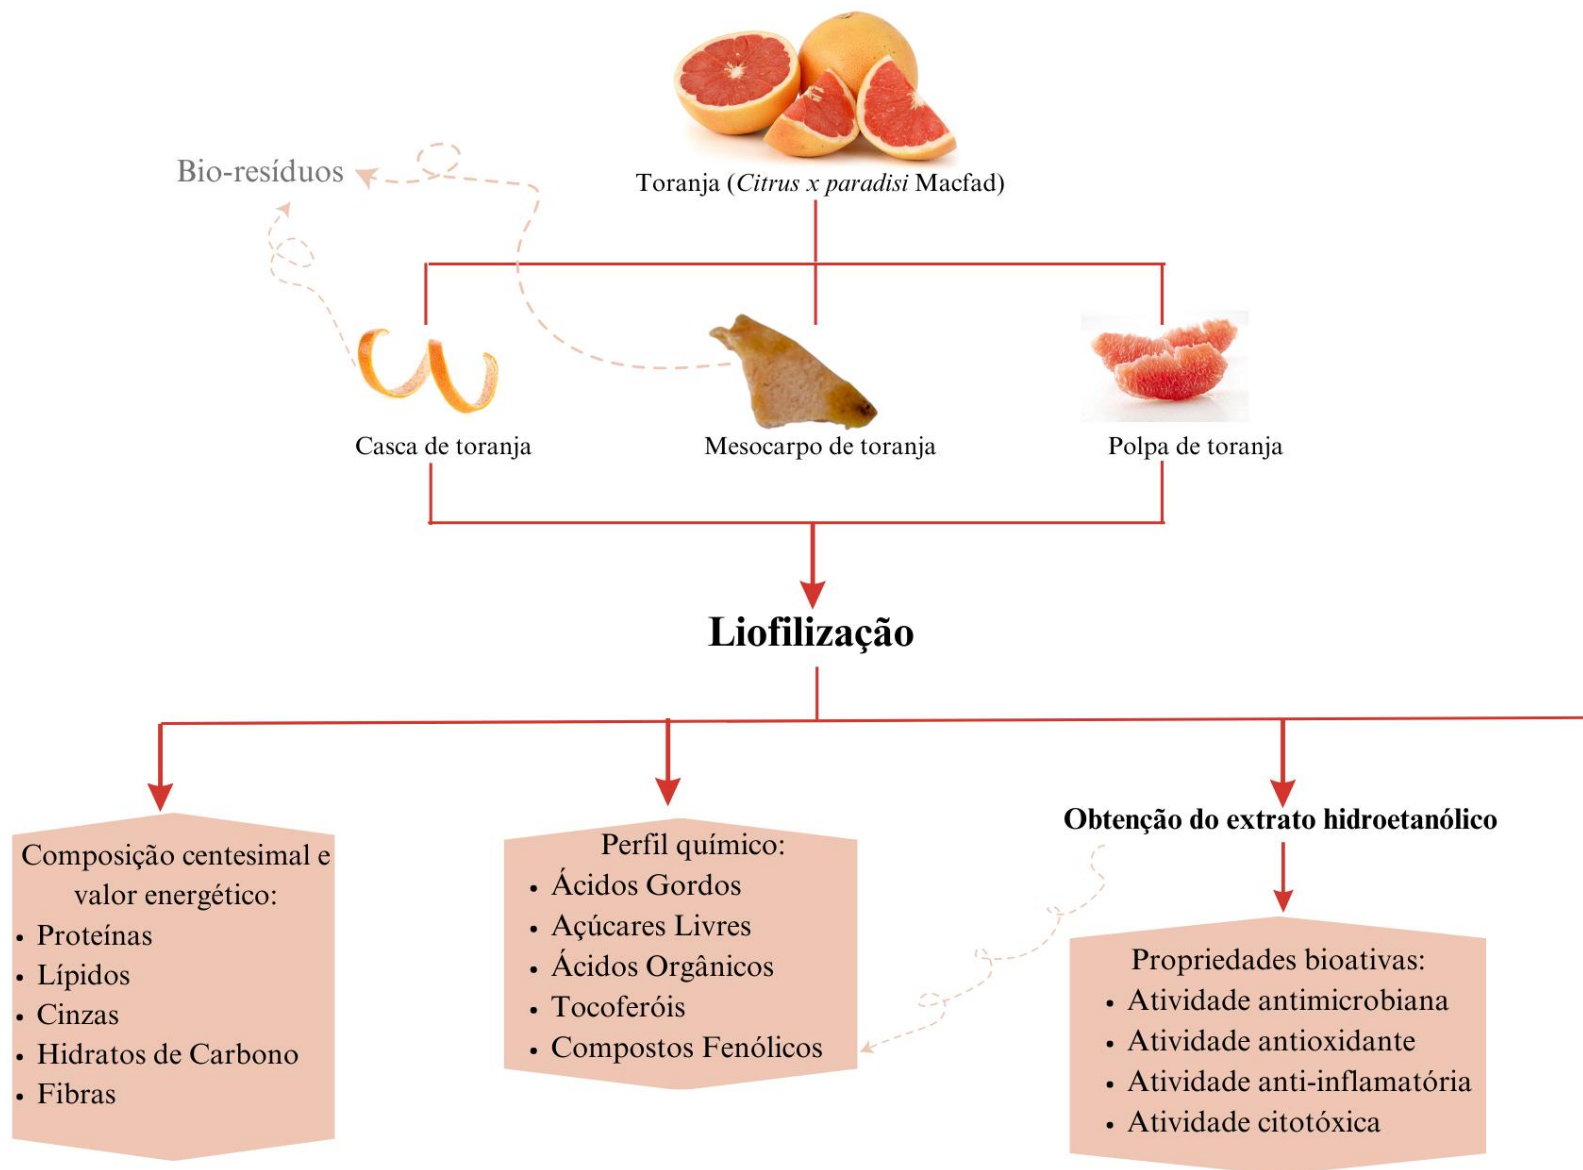 Bio-resíduos
Toranja (Citrus x paradisi Macfad)
Casca de toranja
Mesocarpo de toranja
Polpa de toranja
Liofilização
Composição centesimal e
valor energético:
• Proteínas
• Lípidos
• Cinzas
• Hidratos de Carbono
• Fibras
Perfil químico:
• Ácidos Gordos
• Açúcares Livres
• Ácidos Orgânicos
• Tocoferóis
• Compostos Fenólicos
Obtenção do extrato hidroetanólico
Propriedades bioativas:
• Atividade antimicrobiana
• Atividade antioxidante
• Atividade anti-inflamatória
• Atividade citotóxica